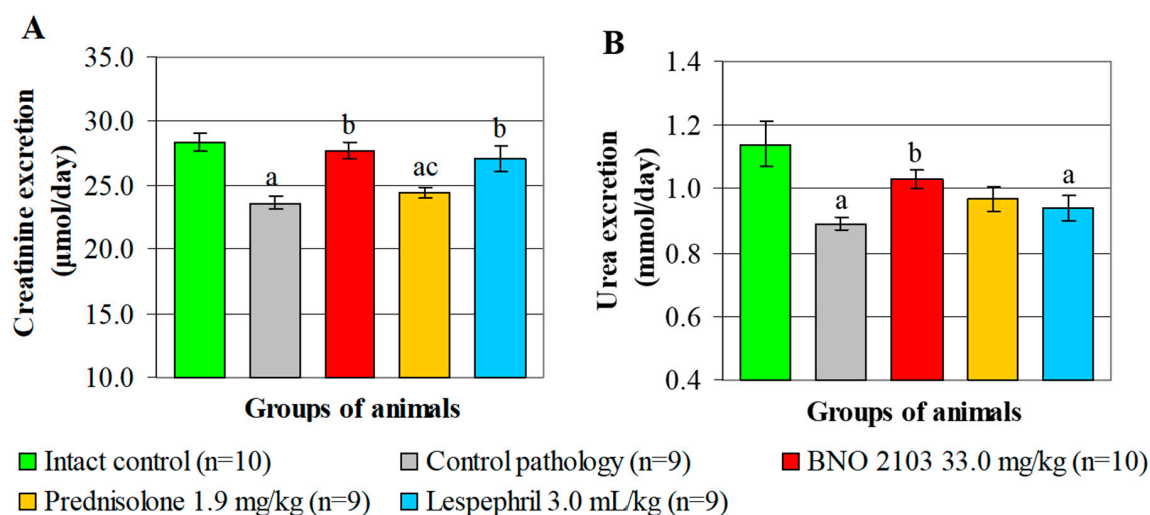 A
Creatinine excretion
(µmol/day)
35.0
30.0
25.0
20.0
15.0
10.0
a
b
ac
b
Groups of animals
B
Urea excretion
(mmol/day)
1.4
1.2
1.0
0.8
0.6
0.4
a
b
a
Groups of animals
Intact control (n=10)
Control pathology (n=9)
BNO 2103 33.0 mg/kg (n=10)
Prednisolone 1.9 mg/kg (n=9)
Lespephril 3.0 mL/kg (n=9)